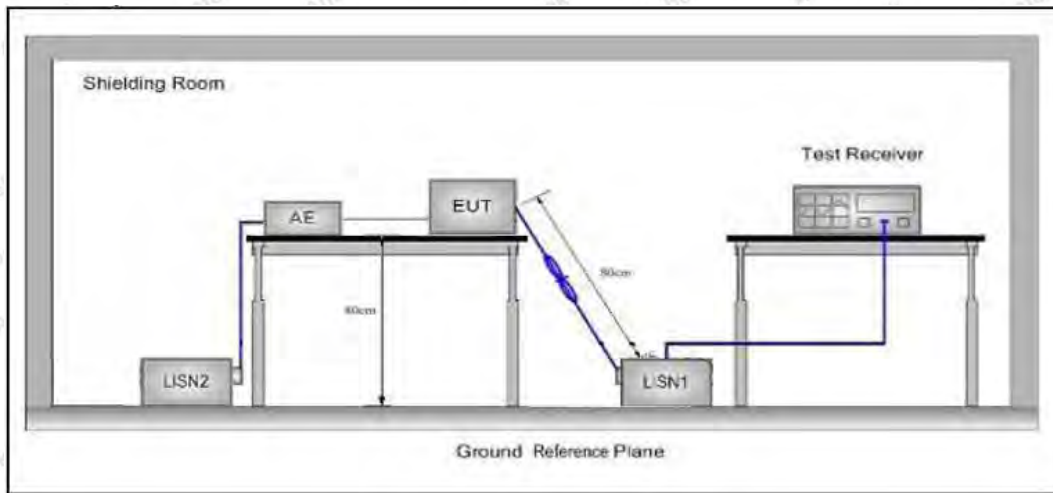 Shielding Room
Test Receiver
AE
EUT
80cm
80cm
LISN2
LISN1
Ground Reference Plane